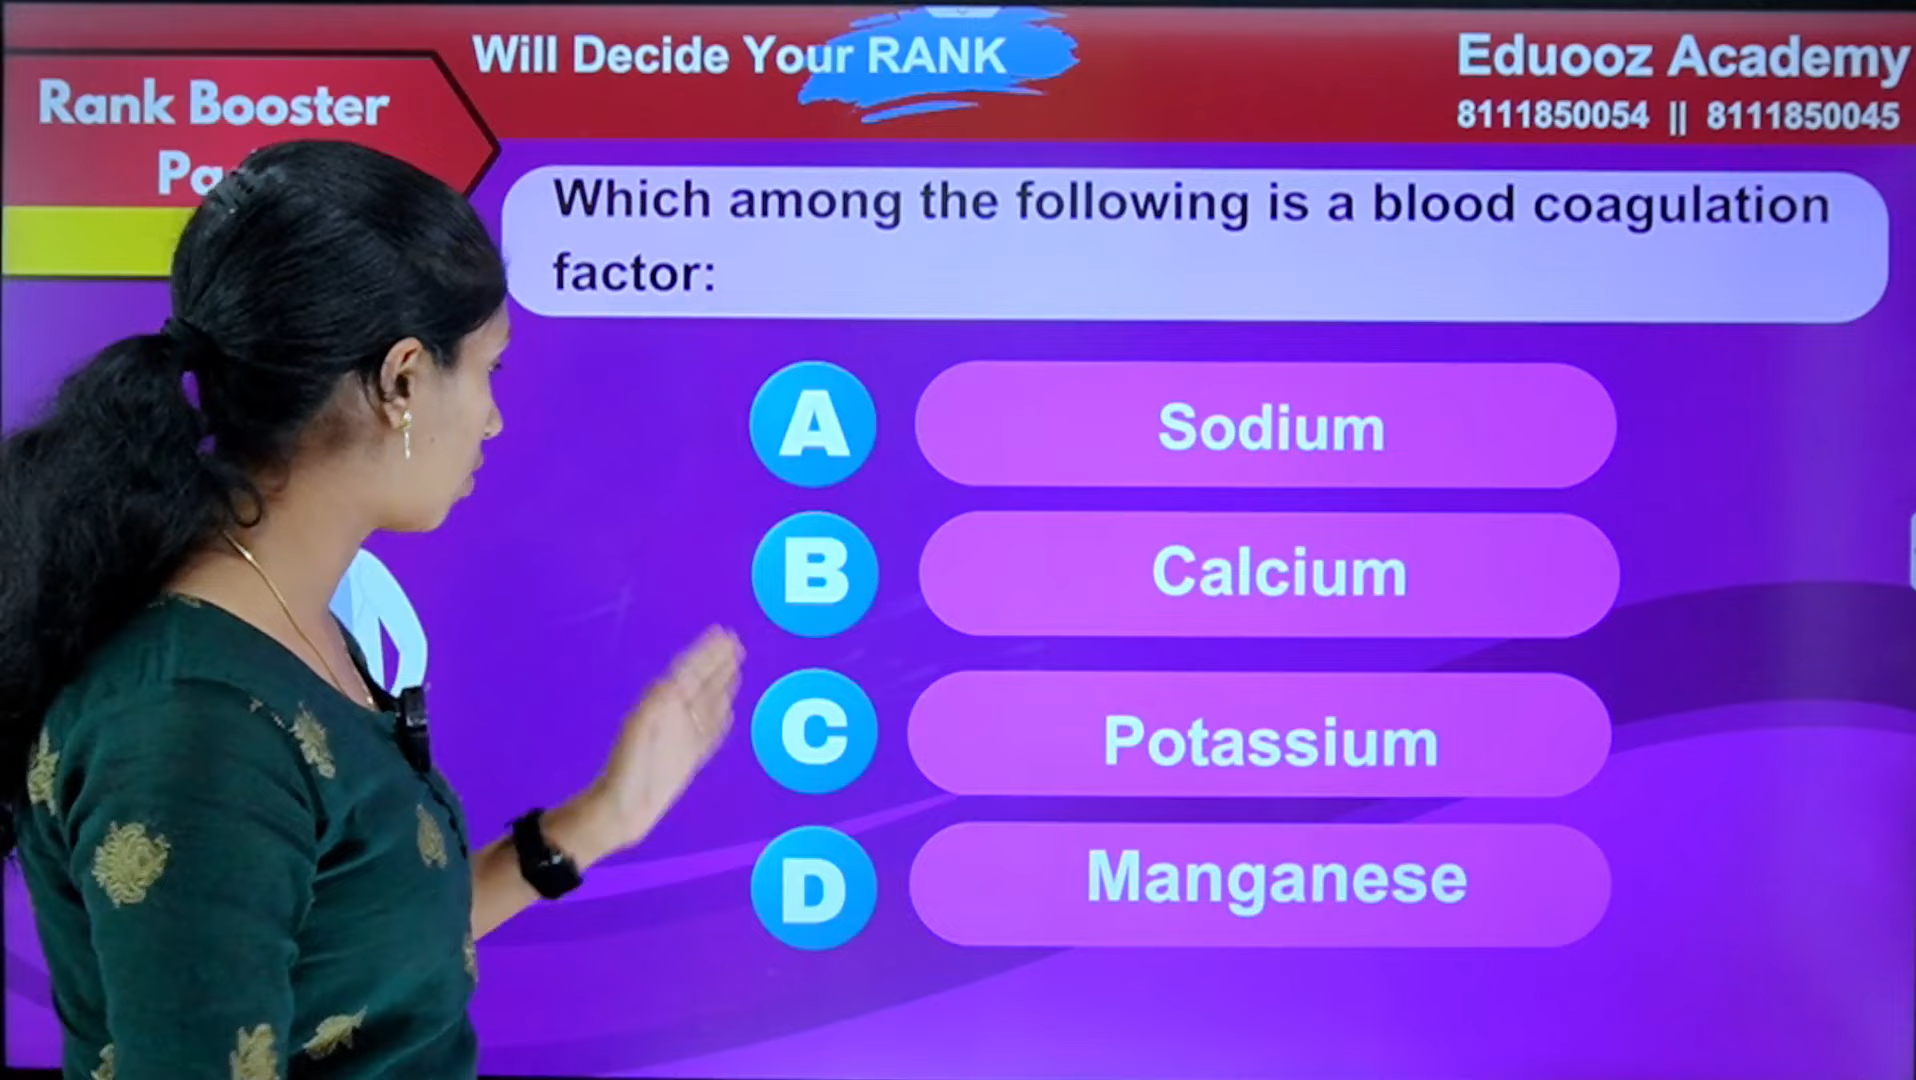 Will Decide Your RANK
Eduooz Academy
8111850054 || 8111850045
Rank Booster
Which among the following is a blood coagulation
factor:
A Sodium
B Calcium
C Potassium
D Manganese